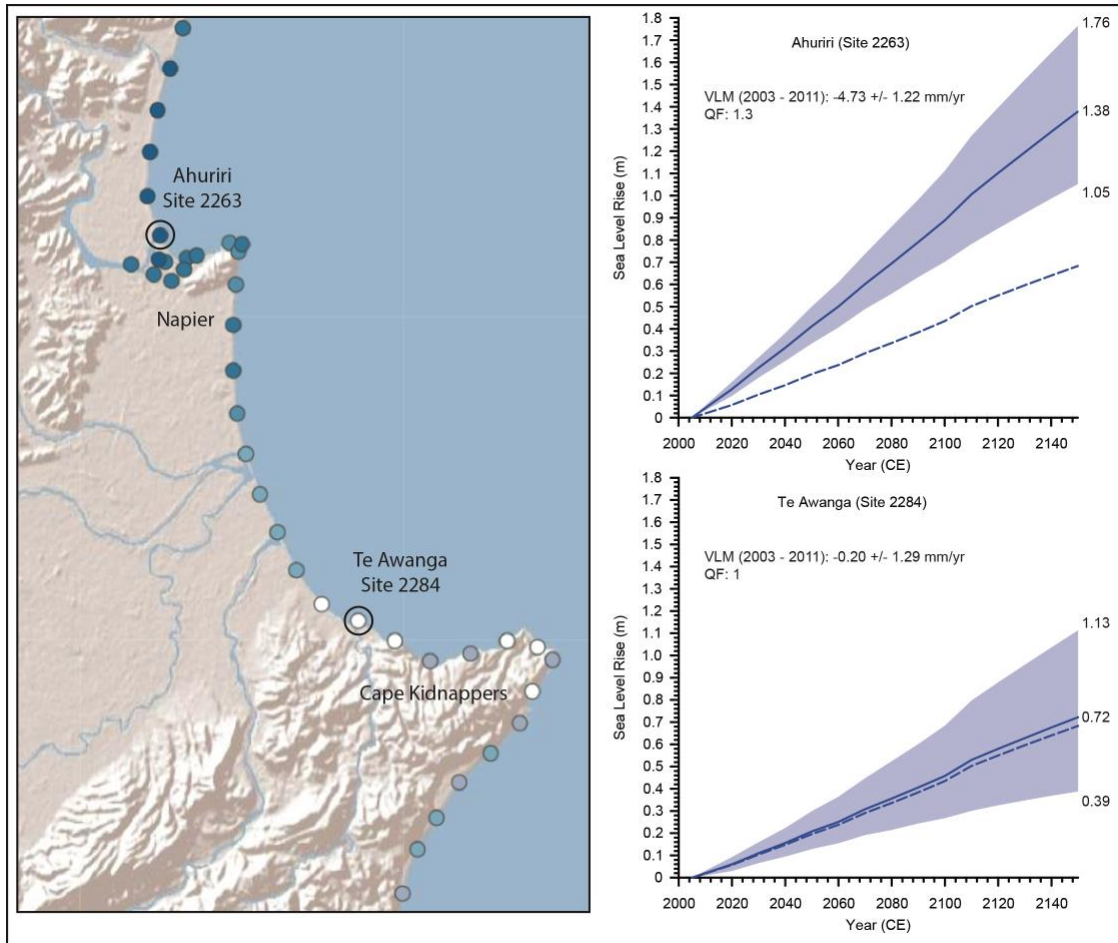 Ahuriri
Site 2263
Napier
Te Awanga
Site 2284
Cape Kidnappers
Ahuriri (Site 2263)
VLM (2003 - 2011): -4.73 +/- 1.22 mm/yr
QF: 1.3
Sea Level Rise (m)
1.8
1.7
1.6
1.5
1.4
1.3
1.2
1.1
1.0
0.9
0.8
0.7
0.6
0.5
0.4
0.3
0.2
0.1
0
1.76
1.38
1.05
2000 2020 2040 2060 2080 2100 2120 2140
Year (CE)
Te Awanga (Site 2284)
VLM (2003 - 2011): -0.20 +/- 1.29 mm/yr
QF: 1
Sea Level Rise (m)
1.8
1.7
1.6
1.5
1.4
1.3
1.2
1.1
1.0
0.9
0.8
0.7
0.6
0.5
0.4
0.3
0.2
0.1
0
1.13
0.72
0.39
2000 2020 2040 2060 2080 2100 2120 2140
Year (CE)